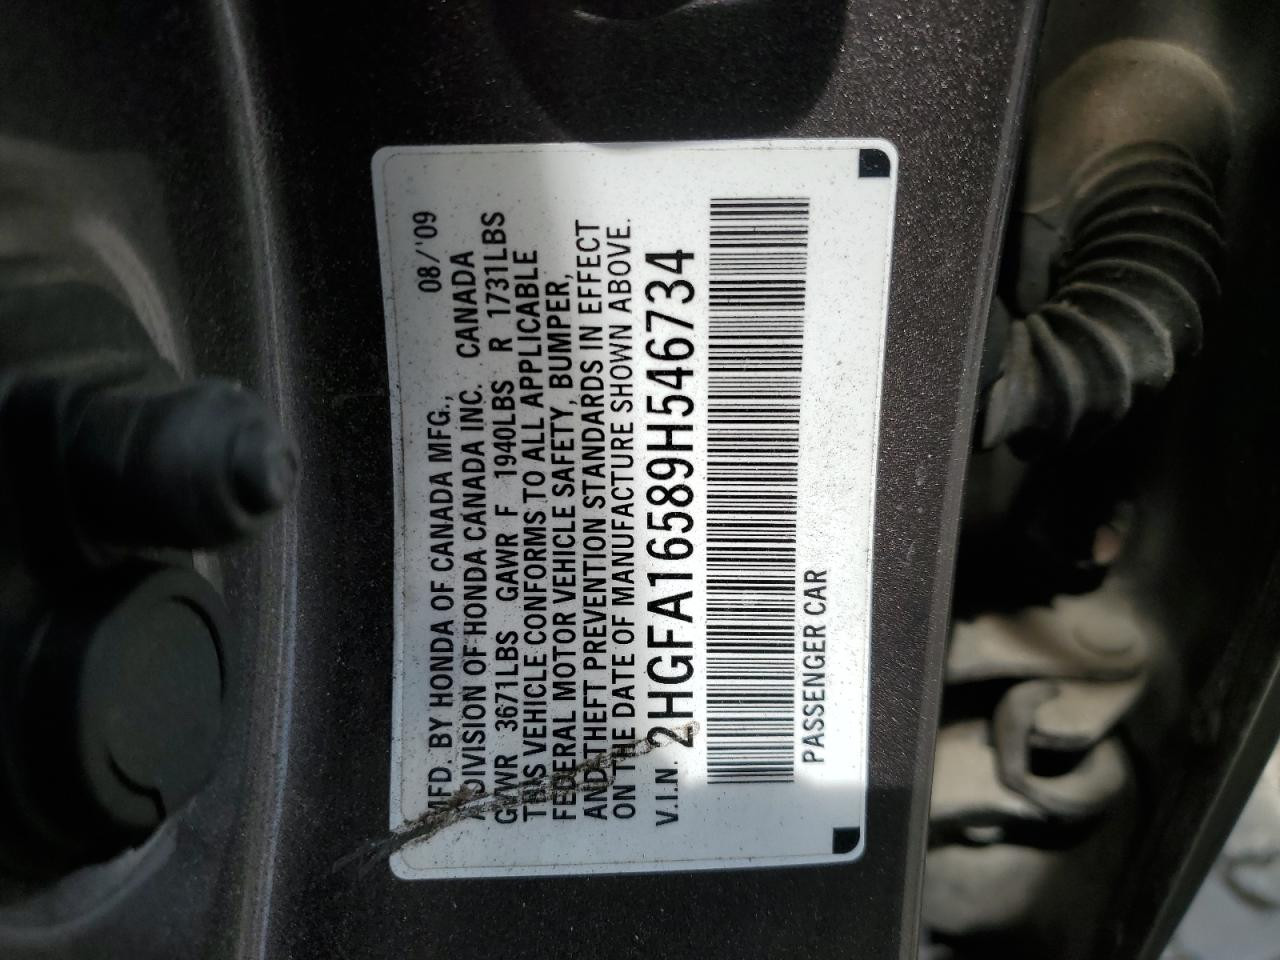 MFD. BY HONDA OF CANADA MFG., 08/'09
A DIVISION OF HONDA CANADA INC. CANADA
GVWR 3671LBS GAWR F 1940LBS R 1731LBS
THIS VEHICLE CONFORMS TO ALL APPLICABLE
FEDERAL MOTOR VEHICLE SAFETY, BUMPER,
AND THEFT PREVENTION STANDARDS IN EFFECT
ON THE DATE OF MANUFACTURE SHOWN ABOVE.
V.I.N. 2HGFA16589H546734
PASSENGER CAR